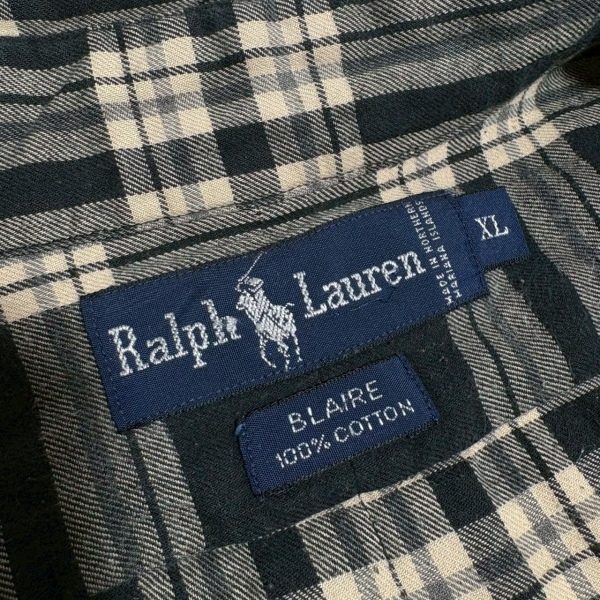 Ralph Lauren
MADE IN NORTHERN
MARIANA ISLANDS
XL
BLAIRE
100% COTTON